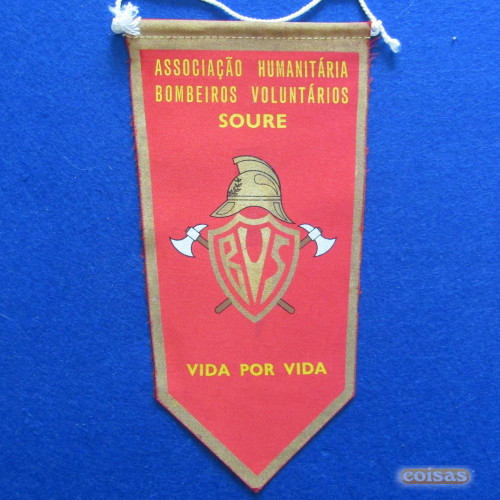 ASSOCIAÇÃO HUMANITÁRIA
BOMBEIROS VOLUNTÁRIOS
SOURE
BVS
VIDA POR VIDA
coisas